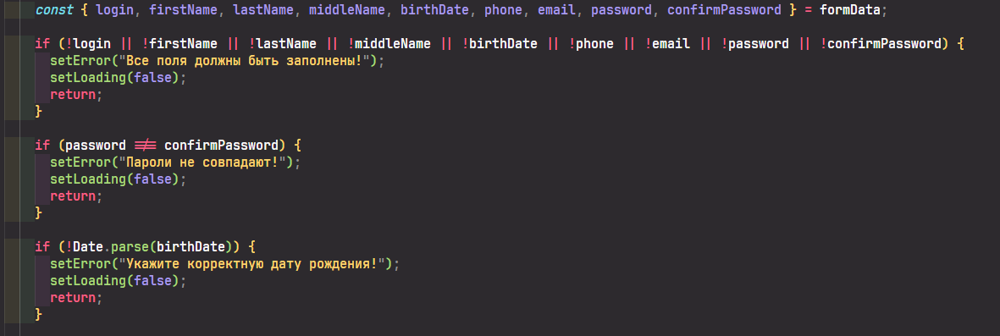 const { login, firstName, lastName, middleName, birthDate, phone, email, password, confirmPassword } = formData;
if (!login || !firstName || !lastName || !middleName || !birthDate || !phone || !email || !password || !confirmPassword) {
setError("Все поля должны быть заполнены!");
setLoading(false);
return;
}
if (password !== confirmPassword) {
setError("Пароли не совпадают!");
setLoading(false);
return;
}
if (!Date.parse(birthDate)) {
setError("Укажите корректную дату рождения!");
setLoading(false);
return;
}